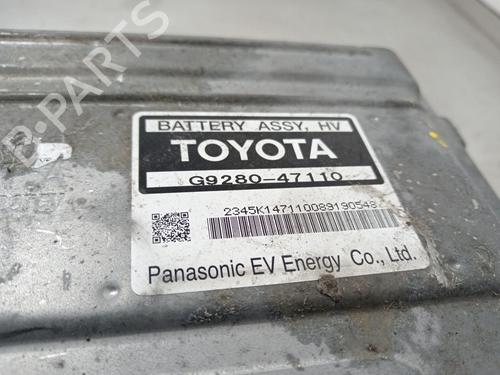 B-PARTS
BATTERY ASSY, HV
TOYOTA
G9280-47110
2345K147110089190548
Panasonic EV Energy Co., Ltd.